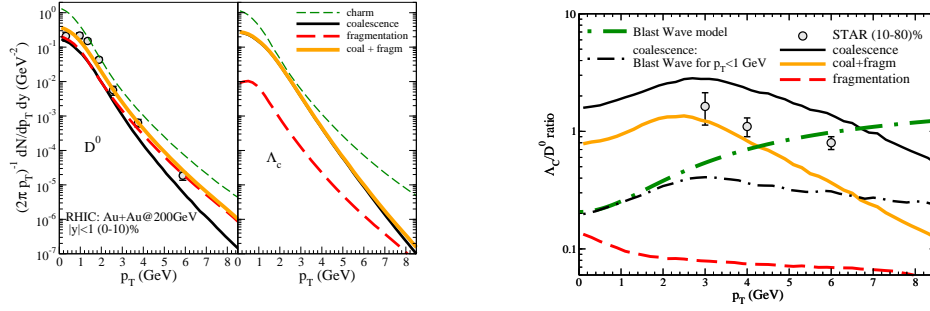 charm
coalescence
fragmentation
coal + fragm
10^1
10^0
10^-1
10^-2
10^-3
10^-4
10^-5
10^-6
10^-7
(2π p_T)^-1 dN/dp_T dy (GeV^-2)
D^0
Λ_c
RHIC: Au+Au@200GeV
|y|<1 (0-10)%
0 1 2 3 4 5 6 7 8
0 1 2 3 4 5 6 7 8
p_T (GeV)
p_T (GeV)
Blast Wave model
coalescence:
Blast Wave for p_T<1 GeV
STAR (10-80)%
coalescence
coal+fragm
fragmentation
10
1
0.1
Λ_C/D^0 ratio
0 1 2 3 4 5 6 7 8
p_T (GeV)